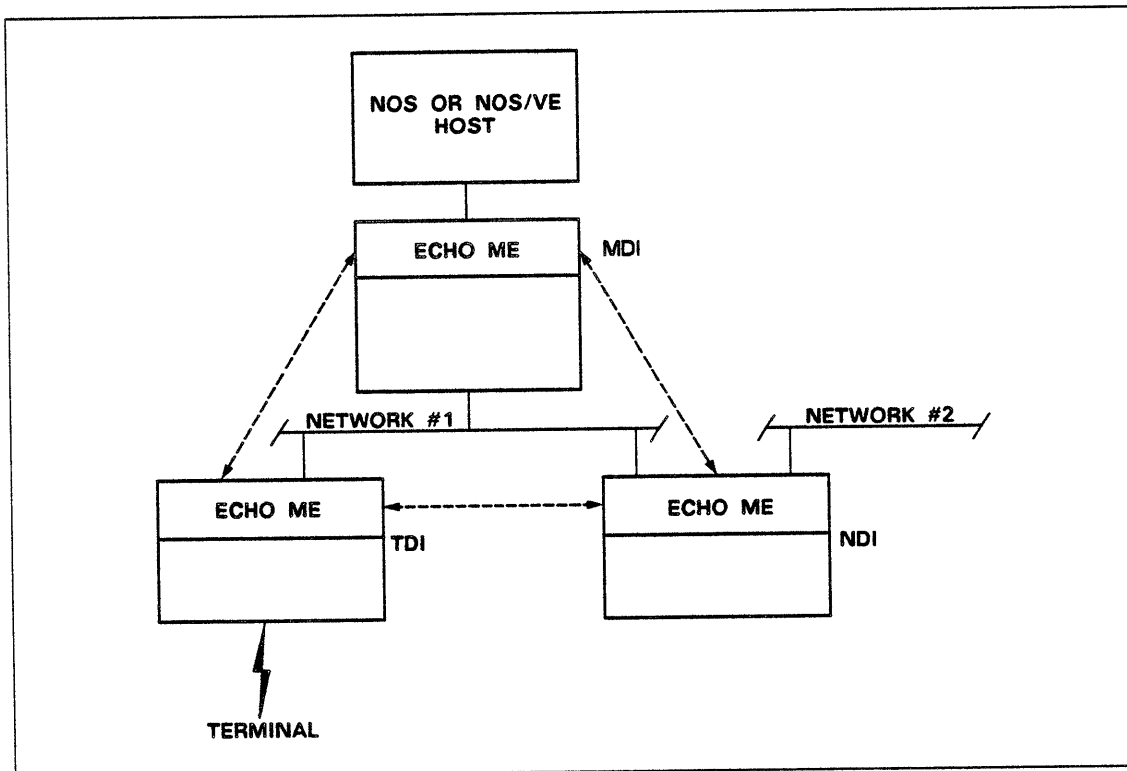 NOS OR NOS/VE
HOST
ECHO ME
MDI
NETWORK #1
NETWORK #2
ECHO ME
TDI
ECHO ME
NDI
TERMINAL